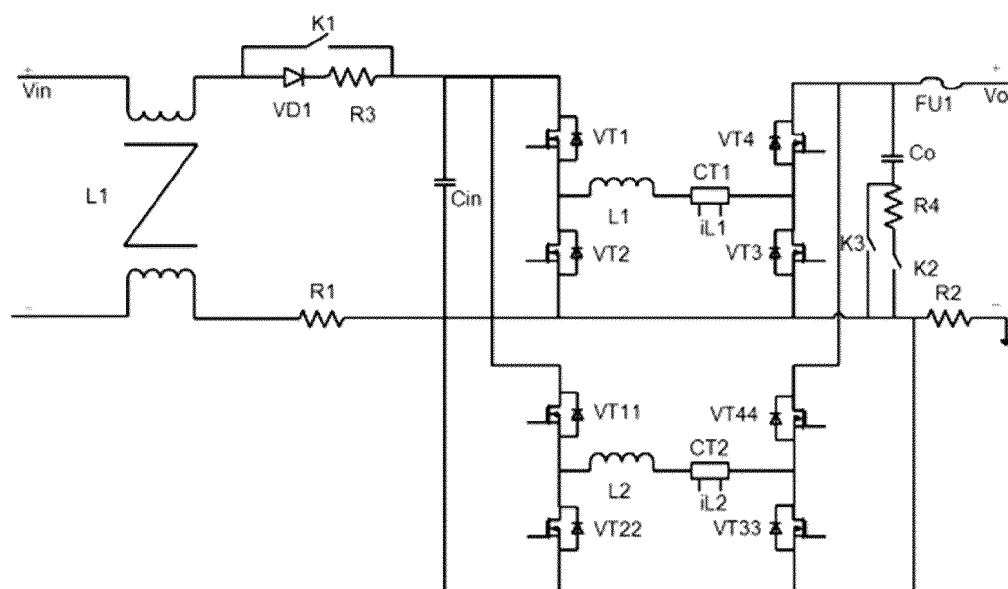 K1
+
Vin
VD1
R3
+
Vo
FU1
VT1
VT4
Co
CT1
L1
Cin
L1
iL1
R4
VT2
VT3
K3
K2
R1
R2
-
-
VT11
VT44
CT2
L2
iL2
VT22
VT33